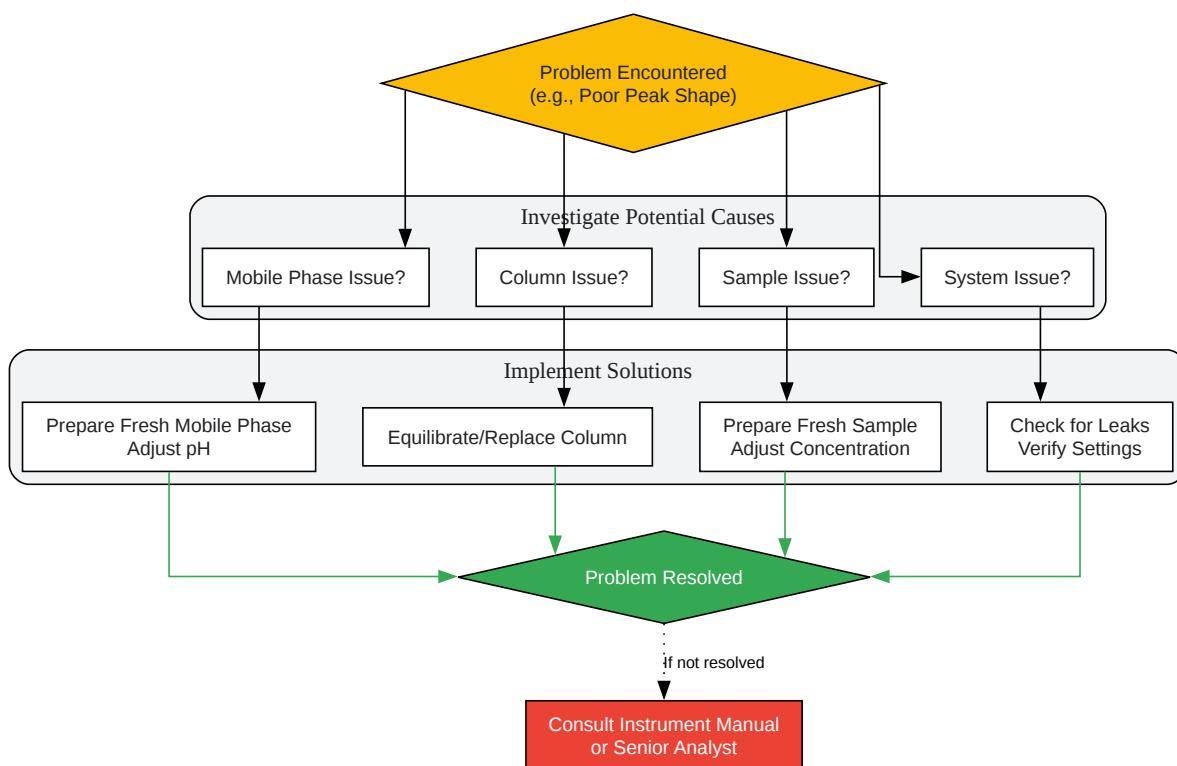 Problem Encountered
(e.g., Poor Peak Shape)
Investigate Potential Causes
Mobile Phase Issue?
Column Issue?
Sample Issue?
System Issue?
Implement Solutions
Prepare Fresh Mobile Phase
Adjust pH
Equilibrate/Replace Column
Prepare Fresh Sample
Adjust Concentration
Check for Leaks
Verify Settings
Problem Resolved
If not resolved
Consult Instrument Manual
or Senior Analyst